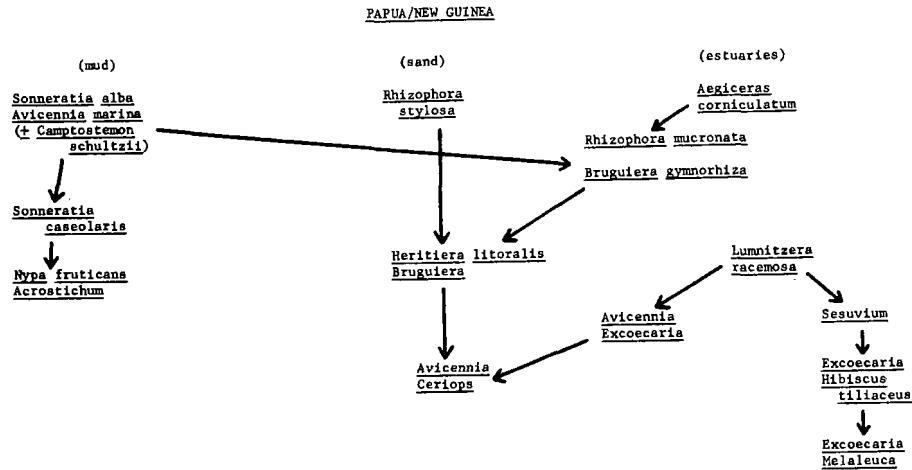 PAPUA/NEW GUINEA
(mud)
Sonneratia alba
Avicennia marina
(+ Camptostemon
schultzii)
Sonneratia
caseolaris
Nypa fruticans
Acrostichum
(sand)
Rhizophora
stylosa
Heritiera litoralis
Bruguiera
Avicennia
Ceriops
(estuaries)
Aegiceras
corniculatum
Rhizophora mucronata
Bruguiera gymnorhiza
Lumnitzera
racemosa
Avicennia
Excoecaria
Sesuvium
Excoecaria
Hibiscus
tiliaceus
Excoecaria
Melaleuca